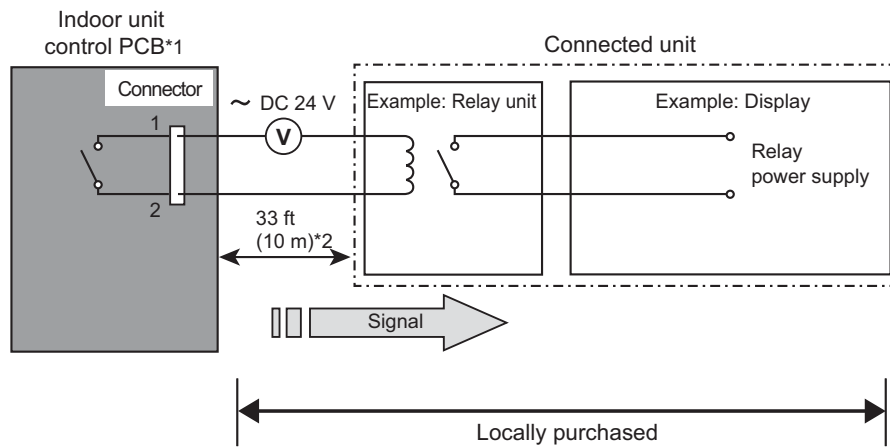 Indoor unit
control PCB*1
Connected unit
Connector
1
2
~ DC 24 V
V
Example: Relay unit
Example: Display
Relay
power supply
33 ft
(10 m)*2
Signal
Locally purchased